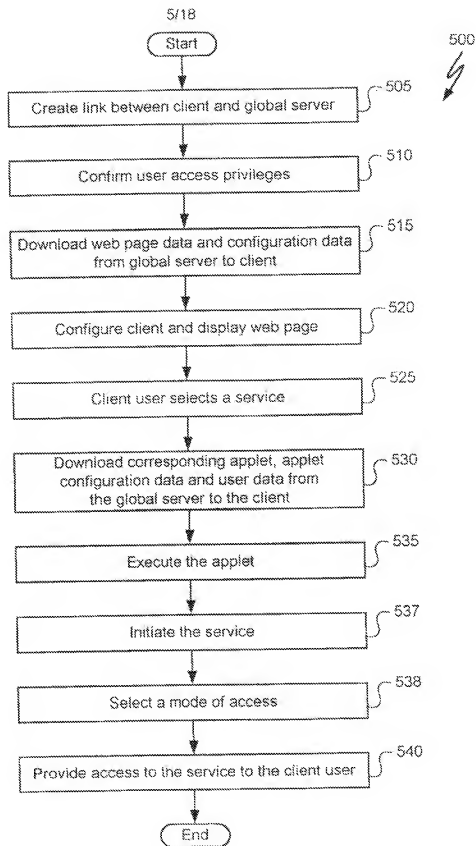 5/18
Start
500
Create link between client and global server
505
Confirm user access privileges
510
Download web page data and configuration data
from global server to client
515
Configure client and display web page
520
Client user selects a service
525
Download corresponding applet, applet
configuration data and user data from
the global server to the client
530
Execute the applet
535
Initiate the service
537
Select a mode of access
538
Provide access to the service to the client user
540
End